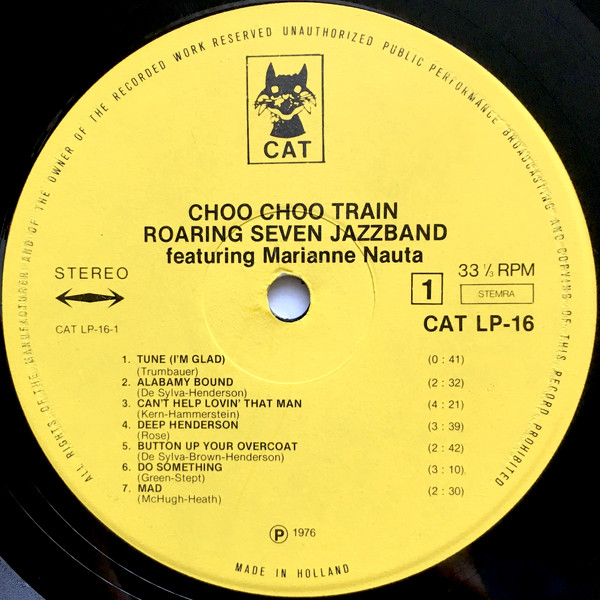 ALL RIGHTS OF THE MANUFACTURER AND OF THE OWNER OF THE RECORDED WORK RESERVED UNAUTHORIZED PUBLIC PERFORMANCE BROADCASTING AND COPYING OF THIS RECORD PROHIBITED
CAT
CHOO CHOO TRAIN
ROARING SEVEN JAZZBAND
featuring Marianne Nauta
STEREO
1
33 ⅓ RPM
STEMRA
CAT LP-16-1
CAT LP-16
1. TUNE (I'M GLAD) (0 : 41)
(Trumbauer)
2. ALABAMY BOUND (2 : 32)
(De Sylva-Henderson)
3. CAN'T HELP LOVIN' THAT MAN (4 : 21)
(Kern-Hammerstein)
4. DEEP HENDERSON (3 : 39)
(Rose)
5. BUTTON UP YOUR OVERCOAT (2 : 42)
(De Sylva-Brown-Henderson)
6. DO SOMETHING (3 : 10)
(Green-Stept)
7. MAD (2 : 30)
(McHugh-Heath)
℗ 1976
MADE IN HOLLAND